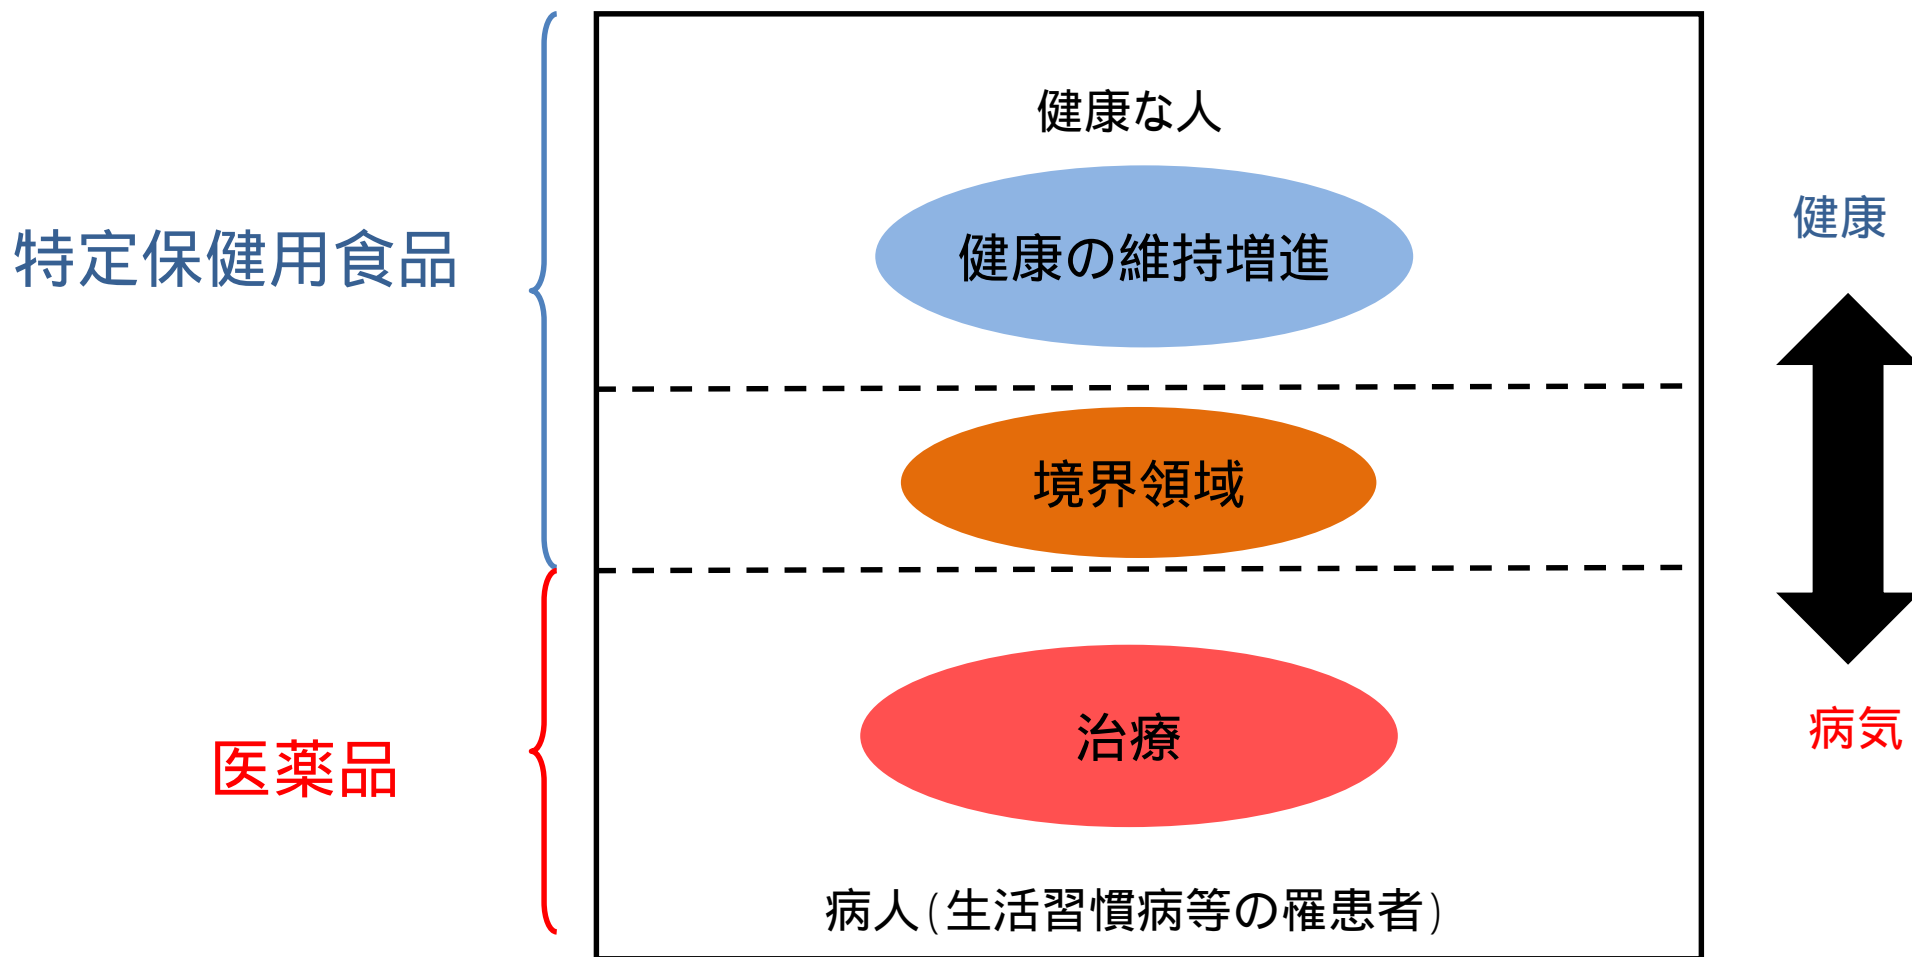 健康な人
健康の維持増進
特定保健用食品
健康
境界領域
治療
医薬品
病気
病人(生活習慣病等の罹患者)